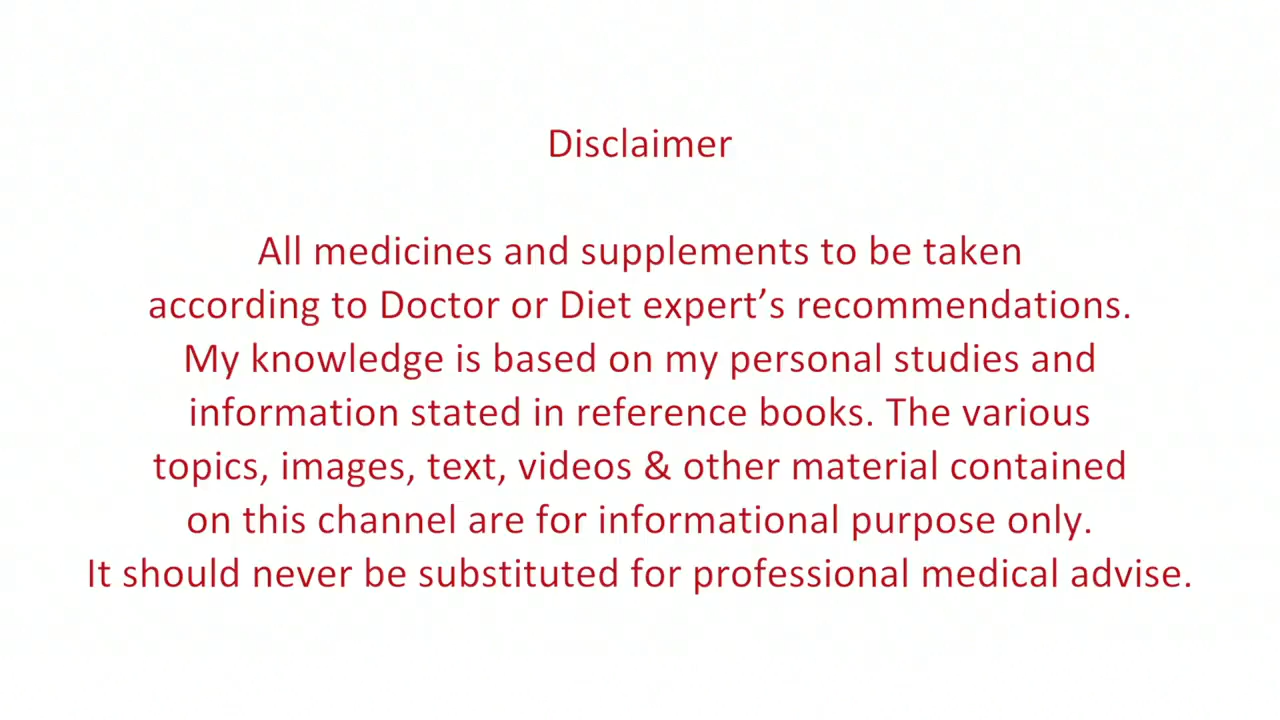 Disclaimer
All medicines and supplements to be taken
according to Doctor or Diet expert’s recommendations.
My knowledge is based on my personal studies and
information stated in reference books. The various
topics, images, text, videos & other material contained
on this channel are for informational purpose only.
It should never be substituted for professional medical advise.